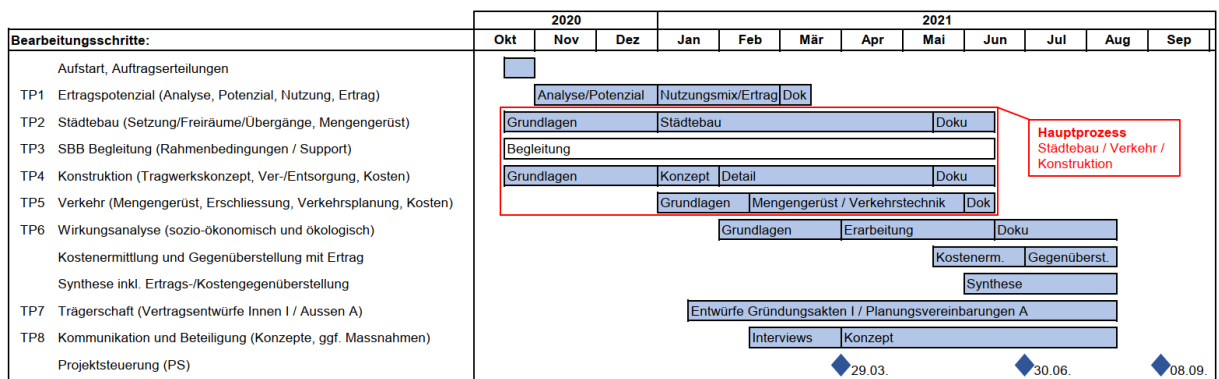 2020 2021
Bearbeitungsschritte: Okt Nov Dez Jan Feb Mär Apr Mai Jun Jul Aug Sep
Aufstart, Auftragserteilungen
TP1 Ertragspotenzial (Analyse, Potenzial, Nutzung, Ertrag) Analyse/Potenzial Nutzungsmix/Ertrag Dok
TP2 Städtebau (Setzung/Freiräume/Übergänge, Mengengerüst) Grundlagen Städtebau Doku
TP3 SBB Begleitung (Rahmenbedingungen / Support) Begleitung
TP4 Konstruktion (Tragwerkskonzept, Ver-/Entsorgung, Kosten) Grundlagen Konzept Detail Doku
TP5 Verkehr (Mengengerüst, Erschliessung, Verkehrsplanung, Kosten) Grundlagen Mengengerüst / Verkehrstechnik Dok
Hauptprozess
Städtebau / Verkehr /
Konstruktion
TP6 Wirkungsanalyse (sozio-ökonomisch und ökologisch) Grundlagen Erarbeitung Doku
Kostenermittlung und Gegenüberstellung mit Ertrag Kostenerm. Gegenüberst.
Synthese inkl. Ertrags-/Kostengegenüberstellung Synthese
TP7 Trägerschaft (Vertragsentwürfe Innen I / Aussen A) Entwürfe Gründungsakten I / Planungsvereinbarungen A
TP8 Kommunikation und Beteiligung (Konzepte, ggf. Massnahmen) Interviews Konzept
Projektsteuerung (PS) 29.03. 30.06. 08.09.